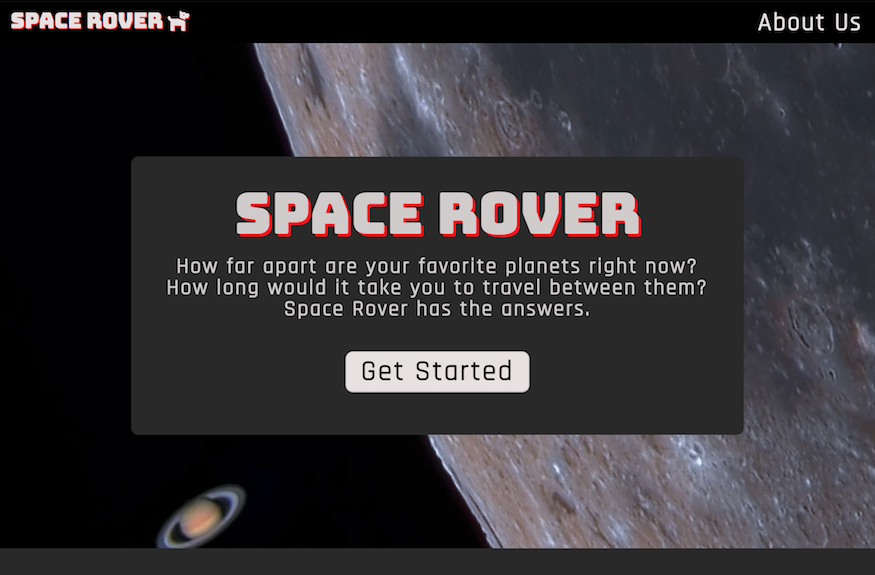 SPACE ROVER
About Us
SPACE ROVER
How far apart are your favorite planets right now?
How long would it take you to travel between them?
Space Rover has the answers.
Get Started